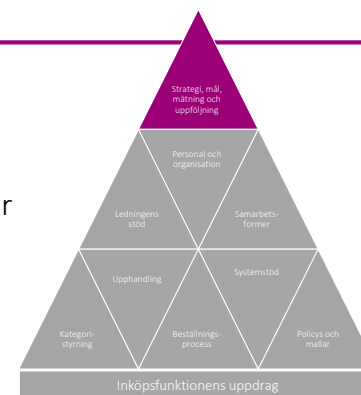 Strategi, mål,
mätning och
uppföljning
Personal och
organisation
r
Ledningens
stöd
Samarbets-
former
Upphandling
Systemstöd
Kategori-
styrning
Beställnings-
process
Policys och
mallar
Inköpsfunktionens uppdrag